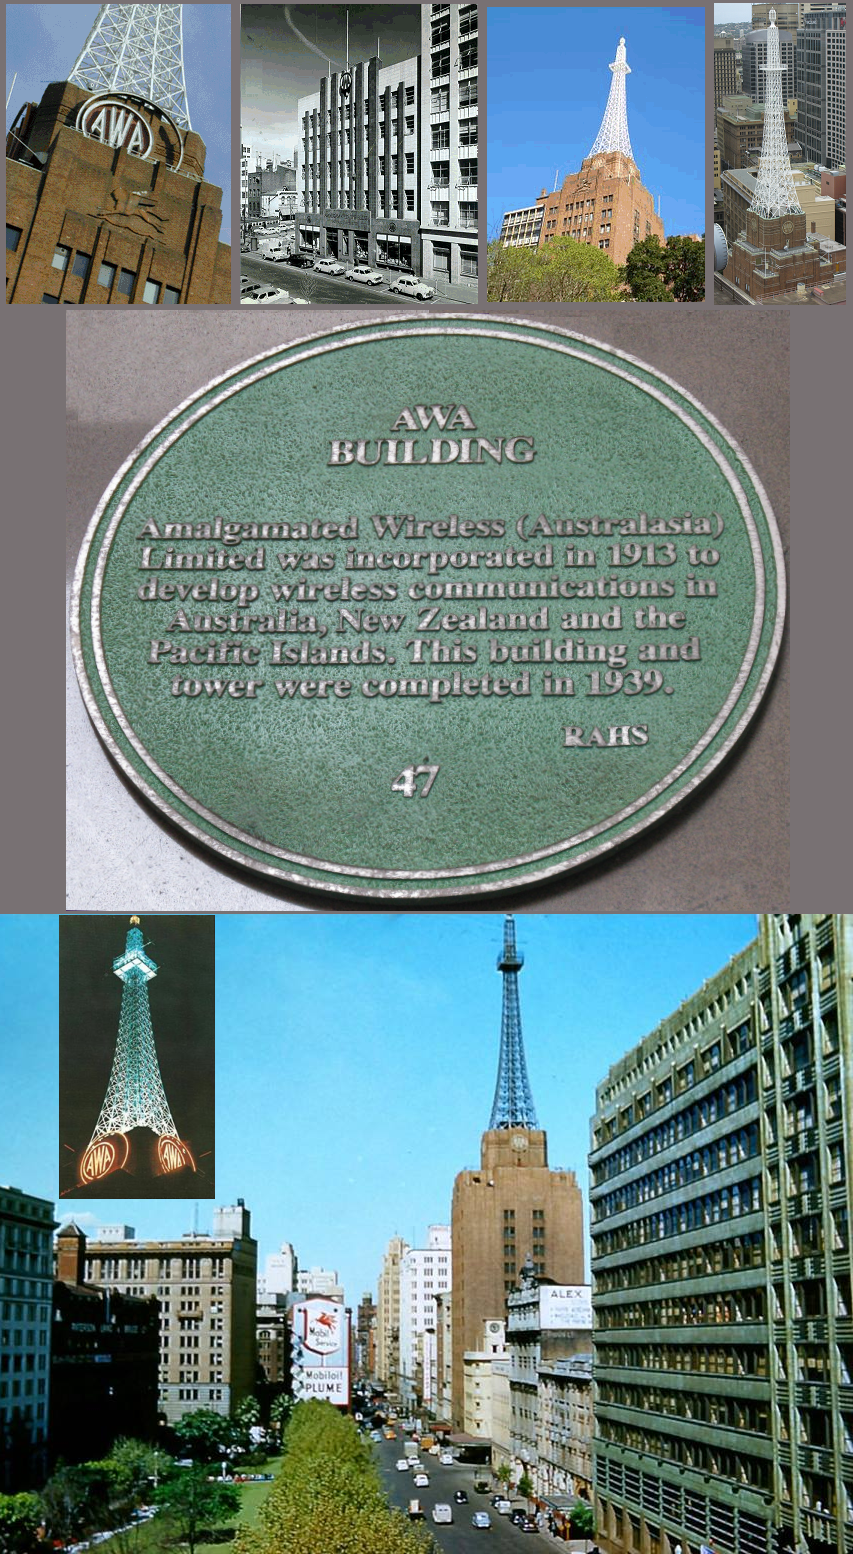 AWA
AWA
BUILDING
Amalgamated Wireless (Australasia)
Limited was incorporated in 1913 to
develop wireless communications in
Australia, New Zealand and the
Pacific Islands. This building and
tower were completed in 1939.
RAHS
47
AWA
AWA
ALEX
Mobil
Service
Mobiloil
PLUME